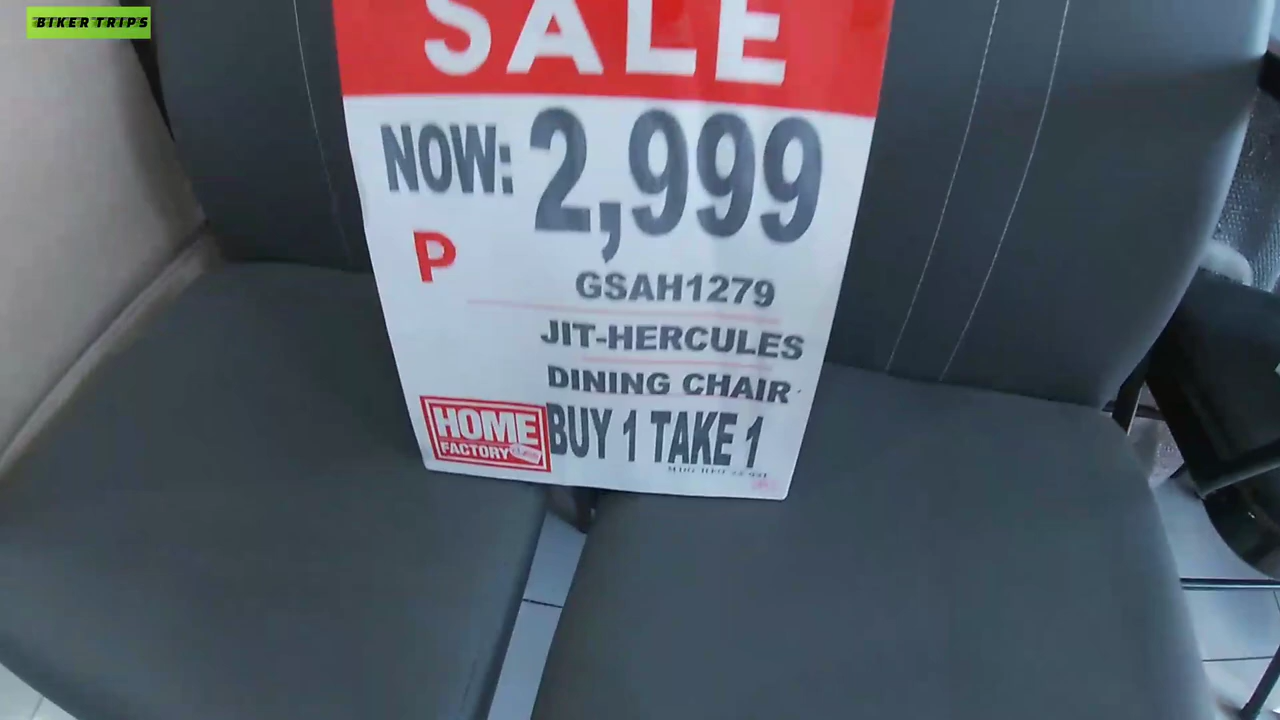 BIKER TRIPS
SALE
NOW: 2,999
P
GSAH1279
JIT-HERCULES
DINING CHAIR
HOME
FACTORY
BUY 1 TAKE 1